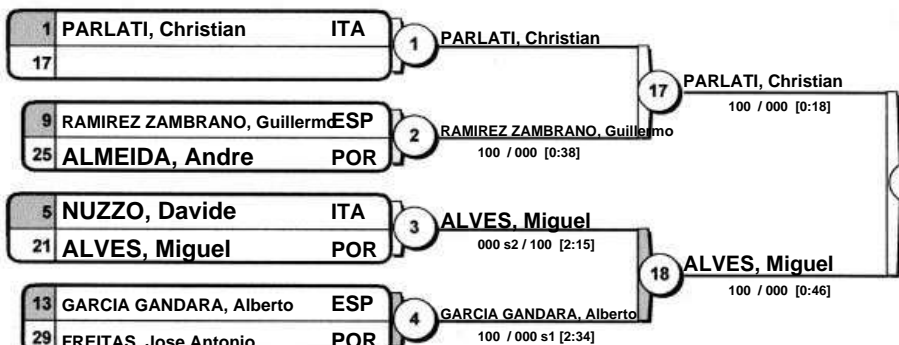 1 PARLATI, Christian ITA
17
1
PARLATI, Christian
9 RAMIREZ ZAMBRANO, Guillermo ESP
25 ALMEIDA, Andre POR
2
RAMIREZ ZAMBRANO, Guillermo
100 / 000 [0:38]
17
PARLATI, Christian
100 / 000 [0:18]
5 NUZZO, Davide ITA
21 ALVES, Miguel POR
3
ALVES, Miguel
000 s2 / 100 [2:15]
13 GARCIA GANDARA, Alberto ESP
29 FREITAS, Jose Antonio POR
4
GARCIA GANDARA, Alberto
100 / 000 s1 [2:34]
18
ALVES, Miguel
100 / 000 [0:46]